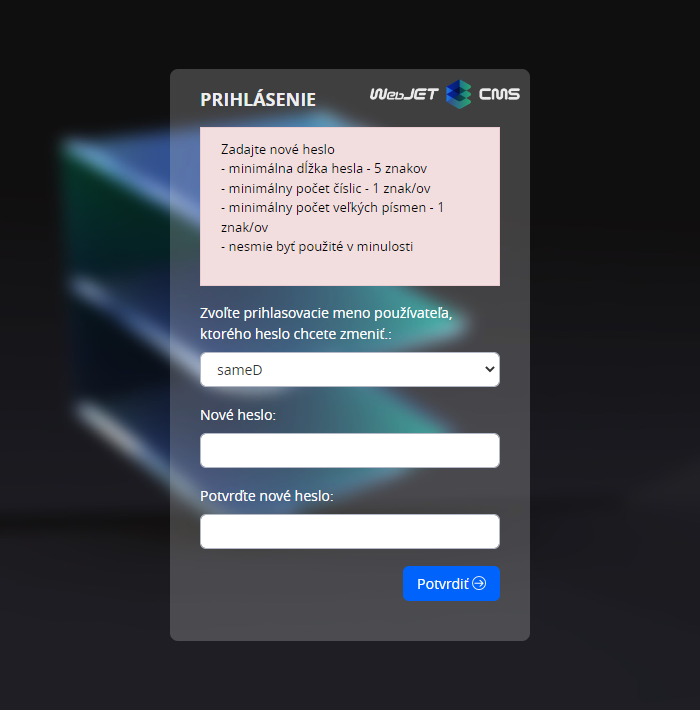 PRIHLÁSENIE
WebJET CMS
Zadajte nové heslo
- minimálna dĺžka hesla - 5 znakov
- minimálny počet číslic - 1 znak/ov
- minimálny počet veľkých písmen - 1
znak/ov
- nesmie byť použité v minulosti
Zvoľte prihlasovacie meno používateľa,
ktorého heslo chcete zmeniť.:
sameD
Nové heslo:
Potvrďte nové heslo:
Potvrdiť